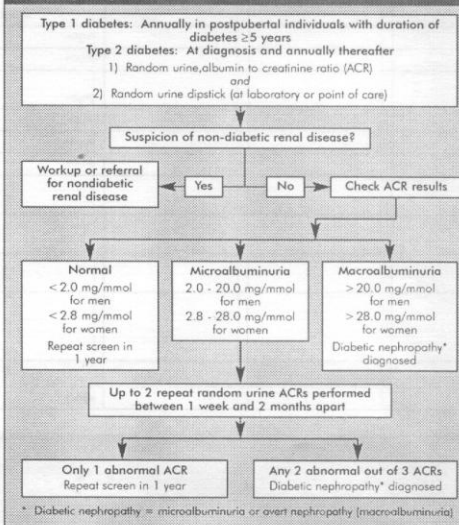 Type 1 diabetes: Annually in postpubertal individuals with duration of
diabetes ≥5 years
Type 2 diabetes: At diagnosis and annually thereafter
1) Random urine,albumin to creatinine ratio (ACR)
and
2) Random urine dipstick (at laboratory or point of care)
Suspicion of non-diabetic renal disease?
Workup or referral
for nondiabetic
renal disease
Yes
No
Check ACR results
Normal
<2.0 mg/mmol
for men
<2.8 mg/mmol
for women
Repeat screen in
1 year
Microalbuminuria
2.0 - 20.0 mg/mmol
for men
2.8 - 28.0 mg/mmol
for women
Macroalbuminuria
>20.0 mg/mmol
for men
>28.0 mg/mmol
for women
Diabetic nephropathy*
diagnosed
Up to 2 repeat random urine ACRs performed
between 1 week and 2 months apart
Only 1 abnormal ACR
Repeat screen in 1 year
Any 2 abnormal out of 3 ACRs
Diabetic nephropathy* diagnosed
* Diabetic nephropathy = microalbuminuria or overt nephropathy (macroalbuminuria)